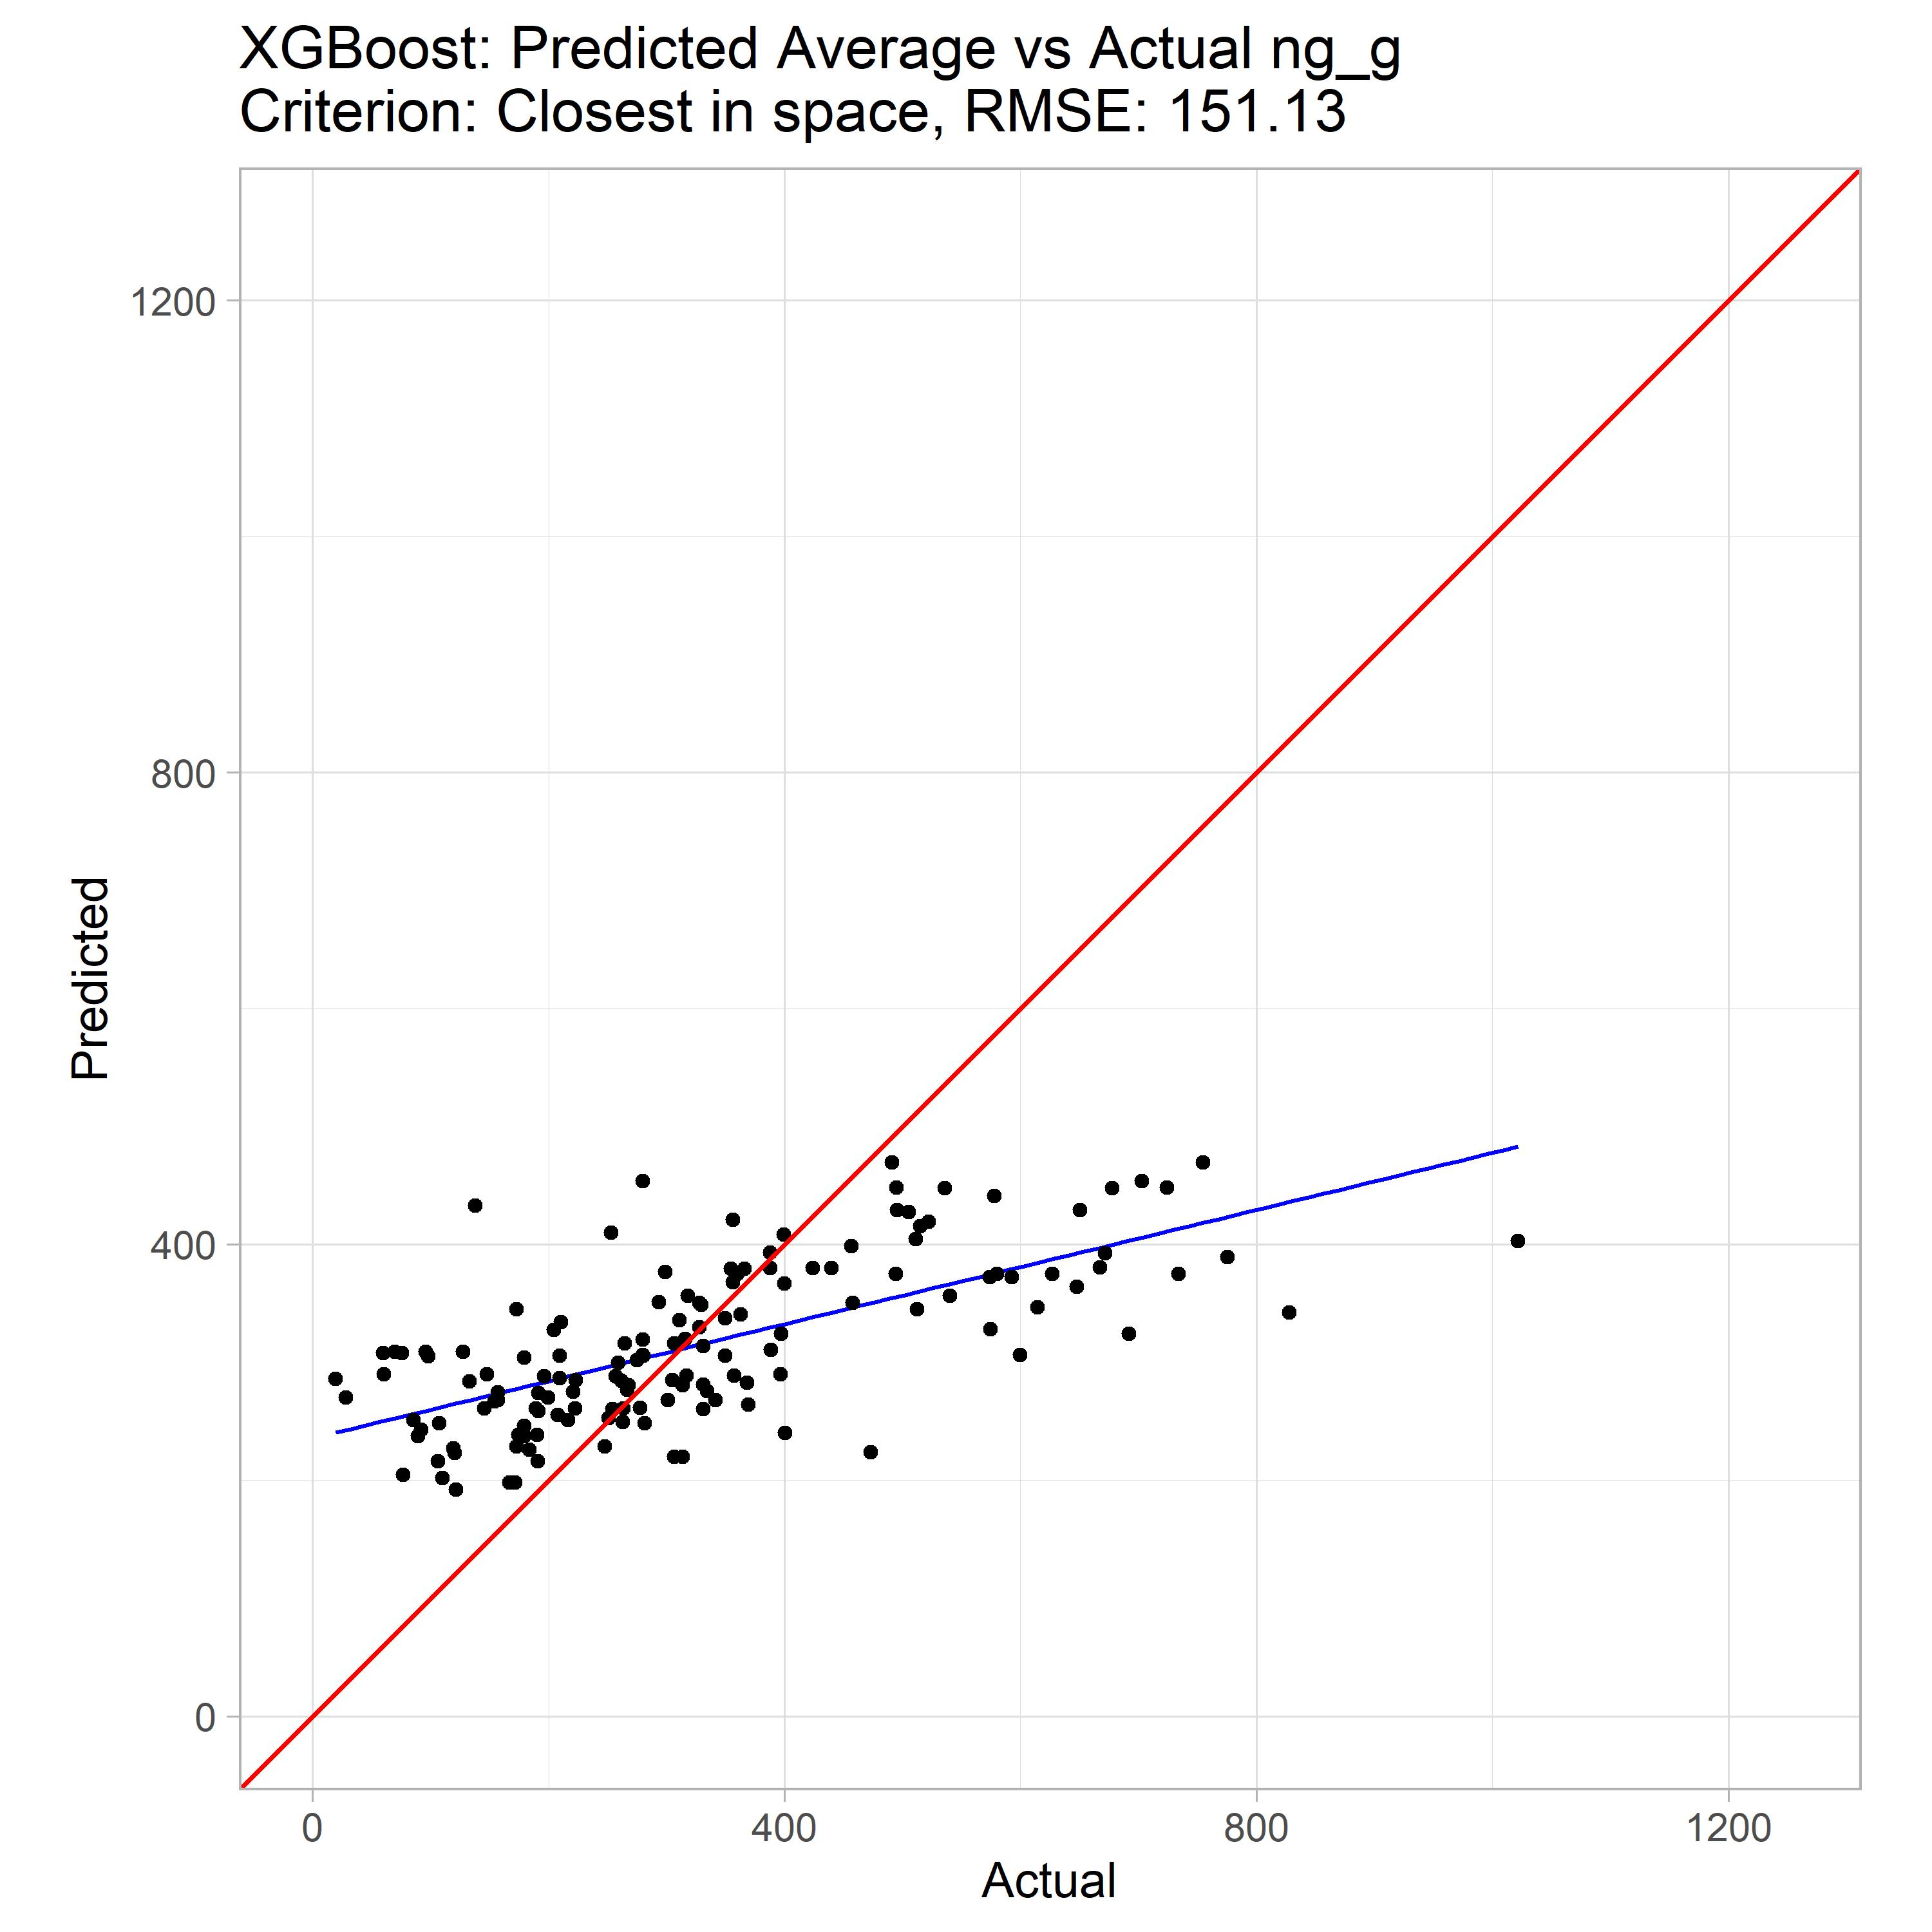 XGBoost: Predicted Average vs Actual ng_g
Criterion: Closest in space, RMSE: 151.13
1200
800
400
0
Predicted
0
400
800
1200
Actual